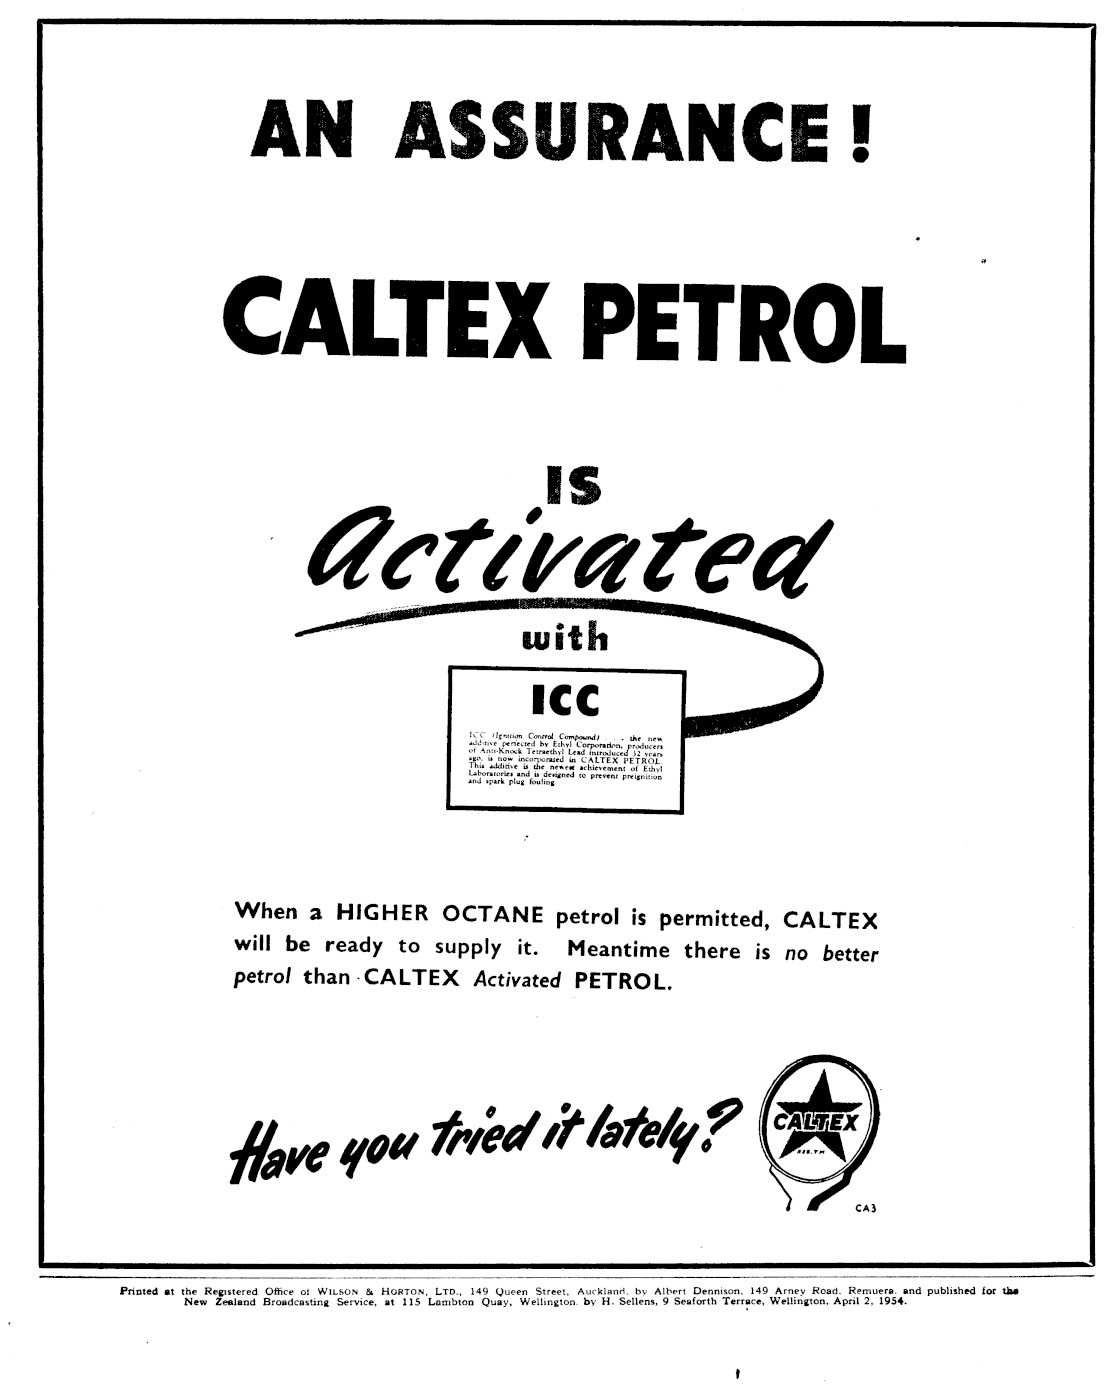 AN ASSURANCE!
CALTEX PETROL
IS
Activated
with
ICC
ICC (Ignition Control Compound) . . . . the new
additive perfected by Ethyl Corporation, producers
of Anti-Knock Tetraethyl Lead introduced 32 years
ago, is now incorporated in CALTEX PETROL.
This additive is the newest achievement of Ethyl
Laboratories and is designed to prevent preignition
and spark plug fouling
When a HIGHER OCTANE petrol is permitted, CALTEX
will be ready to supply it. Meantime there is no better
petrol than CALTEX Activated PETROL.
Have you tried it lately?
CALTEX
REG. T M
CA3
Printed at the Registered Office of WILSON & HORTON, LTD., 149 Queen Street, Auckland, by Albert Dennison, 149 Arney Road, Remuera, and published for the
New Zealand Broadcasting Service, at 115 Lambton Quay, Wellington. by H. Sellens, 9 Seaforth Terrace, Wellington, April 2, 1954.